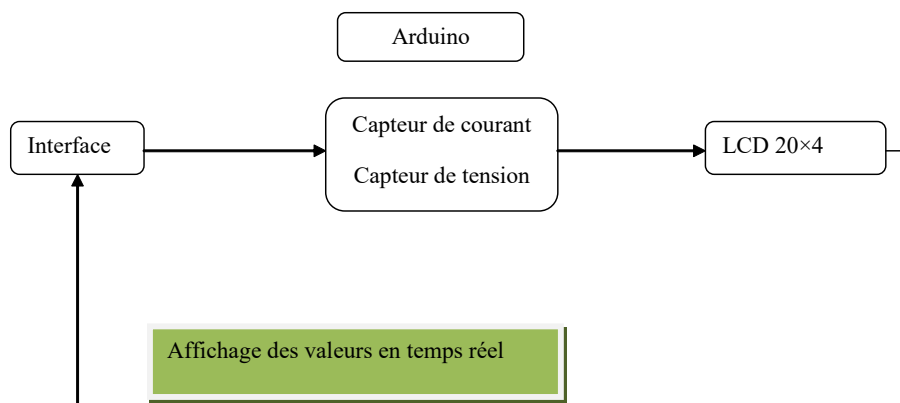 Arduino
Interface
Capteur de courant
Capteur de tension
LCD 20×4
Affichage des valeurs en temps réel